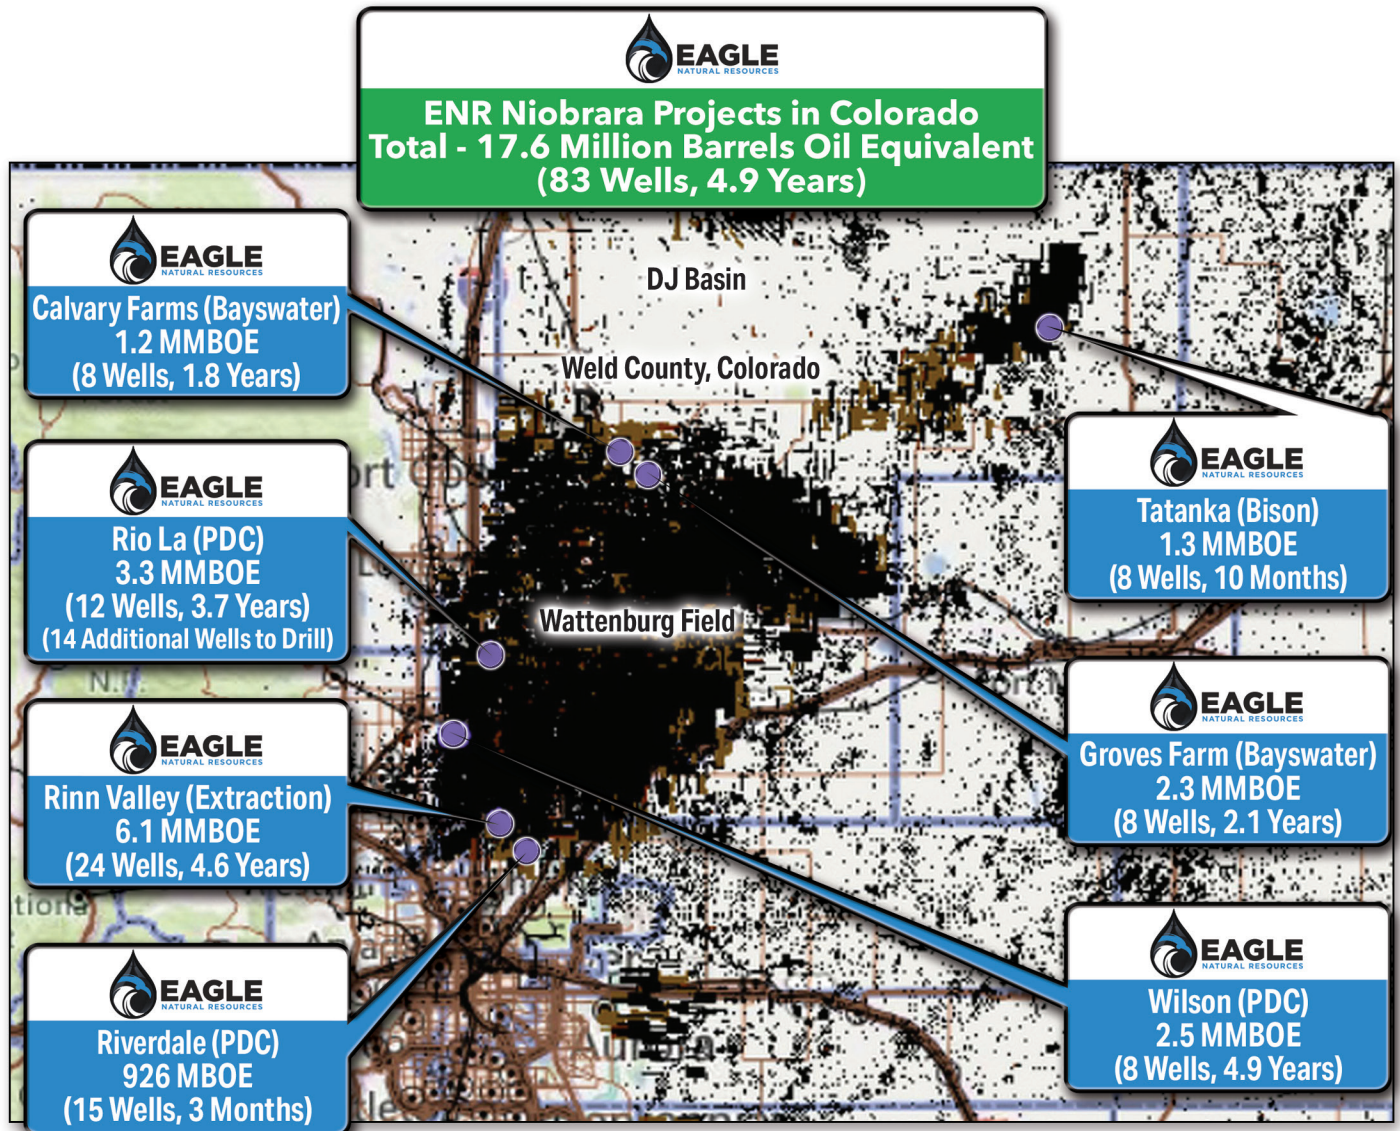 EAGLE
NATURAL RESOURCES
ENR Niobrara Projects in Colorado
Total - 17.6 Million Barrels Oil Equivalent
(83 Wells, 4.9 Years)
EAGLE
NATURAL RESOURCES
Calvary Farms (Bayswater)
1.2 MMBOE
(8 Wells, 1.8 Years)
DJ Basin
Weld County, Colorado
EAGLE
NATURAL RESOURCES
Tatanka (Bison)
1.3 MMBOE
(8 Wells, 10 Months)
EAGLE
NATURAL RESOURCES
Rio La (PDC)
3.3 MMBOE
(12 Wells, 3.7 Years)
(14 Additional Wells to Drill)
Wattenburg Field
EAGLE
NATURAL RESOURCES
Groves Farm (Bayswater)
2.3 MMBOE
(8 Wells, 2.1 Years)
EAGLE
NATURAL RESOURCES
Rinn Valley (Extraction)
6.1 MMBOE
(24 Wells, 4.6 Years)
EAGLE
NATURAL RESOURCES
Wilson (PDC)
2.5 MMBOE
(8 Wells, 4.9 Years)
EAGLE
NATURAL RESOURCES
Riverdale (PDC)
926 MBOE
(15 Wells, 3 Months)
Aurora